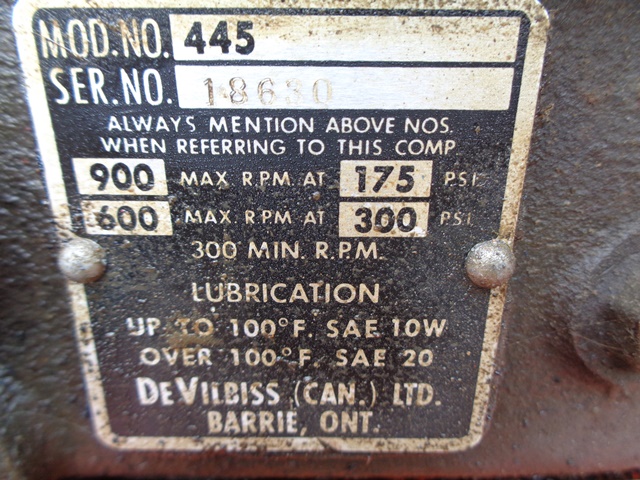 MOD.NO. 445
SER.NO. 18630
ALWAYS MENTION ABOVE NOS.
WHEN REFERRING TO THIS COMP
900 MAX R.P.M. AT 175 PSI.
600 MAX R.P.M AT 300 PSI.
300 MIN. R.P.M.
LUBRICATION
UP TO 100°F. SAE 10W
OVER 100°F. SAE 20
DEVILBISS (CAN.) LTD.
BARRIE, ONT.